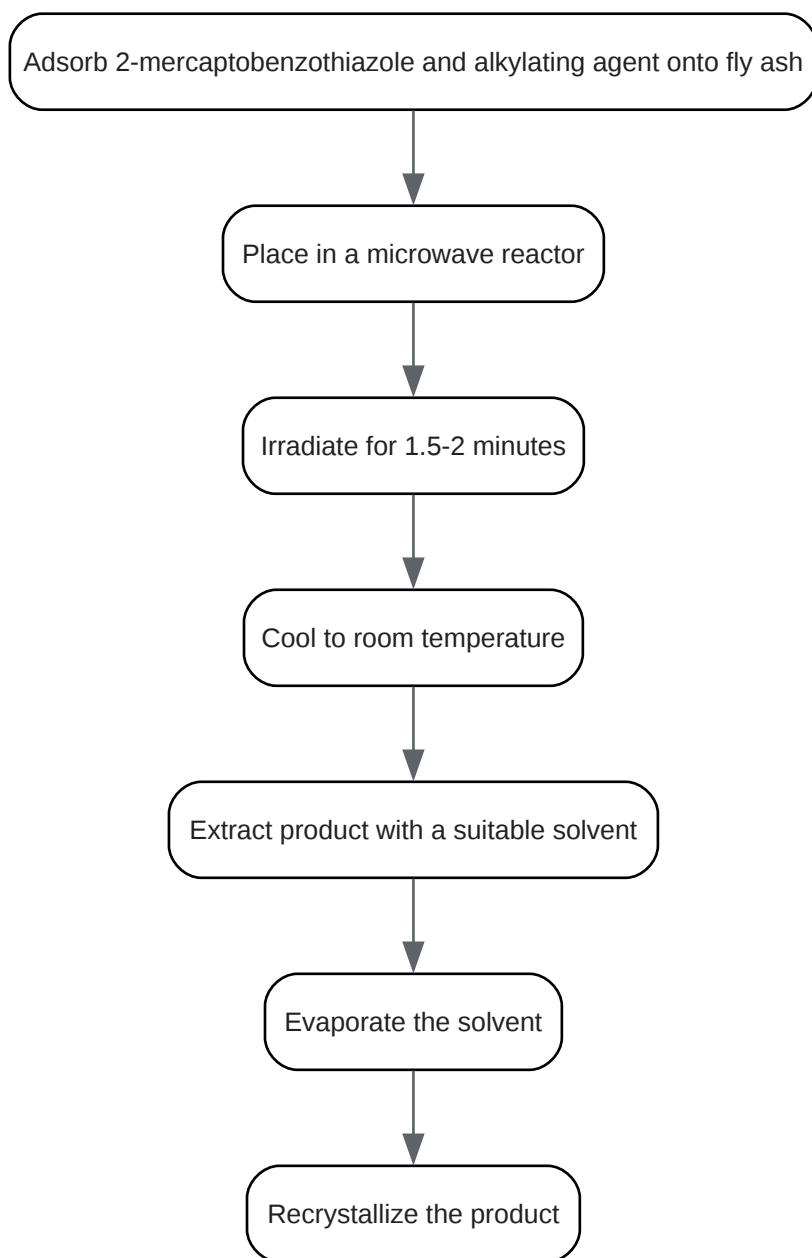 Adsorb 2-mercaptobenzothiazole and alkylating agent onto fly ash
Place in a microwave reactor
Irradiate for 1.5-2 minutes
Cool to room temperature
Extract product with a suitable solvent
Evaporate the solvent
Recrystallize the product